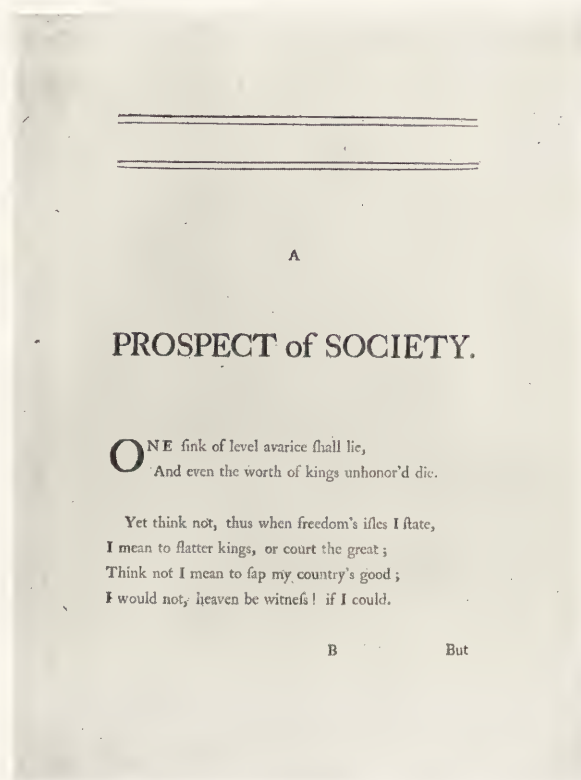 A
PROSPECT of SOCIETY.
ONE ſink of level avarice ſhall lie,
And even the worth of kings unhonor'd die.
Yet think not, thus when freedom's iſles I ſtate,
I mean to flatter kings, or court the great ;
Think not I mean to ſap my country's good ;
I would not, heaven be witneſs ! if I could.
B But